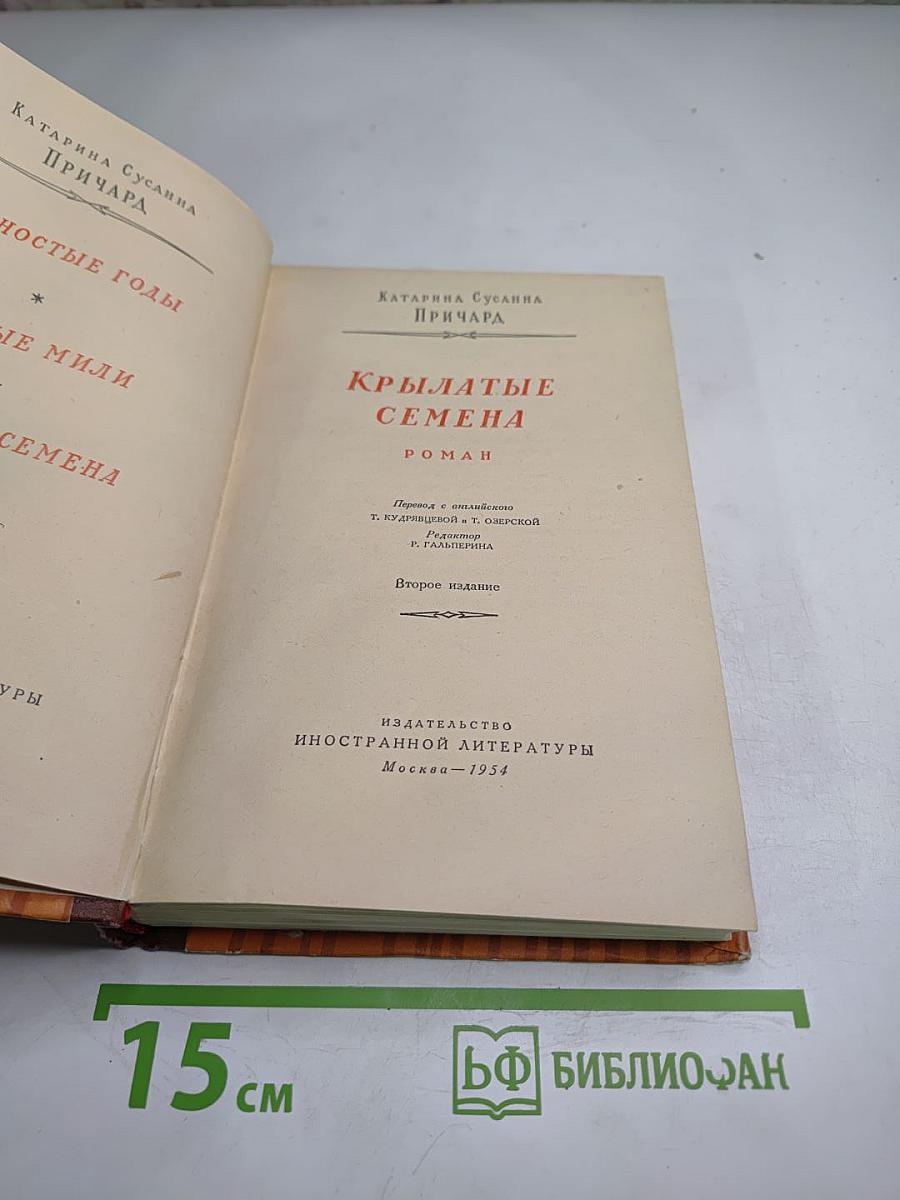 Катарина Сусанна
Причард
ностые годы
*
ые мили
семена
уры
Катарина Сусанна
Причард
Крылатые
семена
роман
Перевод с английского
Т. КУДРЯВЦЕВОЙ и Т. ОЗЕРСКОЙ
Редактор
Р. ГАЛЬПЕРИНА
Второе издание
ИЗДАТЕЛЬСТВО
ИНОСТРАННОЙ ЛИТЕРАТУРЫ
Москва—1954
15 см
БФ БИБЛИОФАН